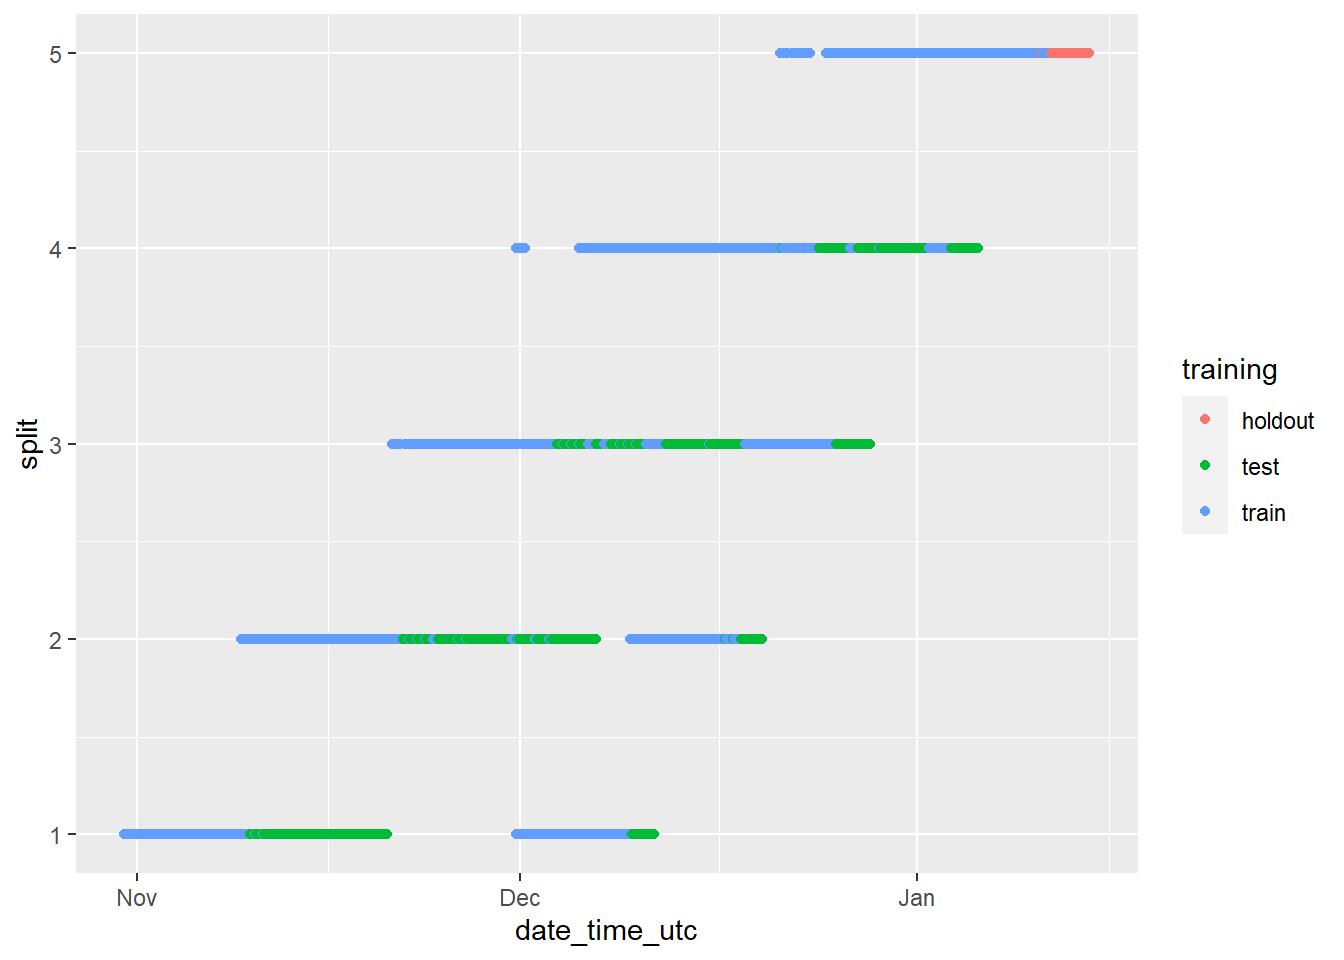 5
4
3
2
1
split
Nov
Dec
Jan
date_time_utc
training
holdout
test
train